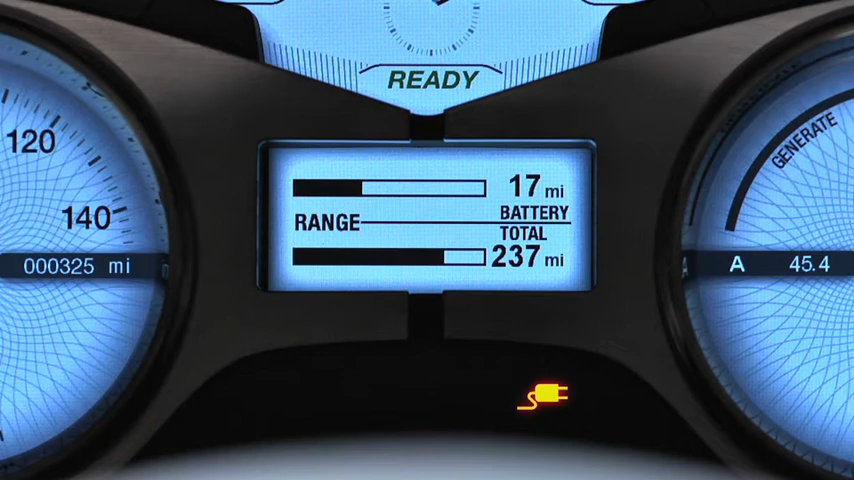 READY
120
140
000325 mi
17 mi
RANGE
BATTERY
TOTAL
237 mi
GENERATE
A 45.4